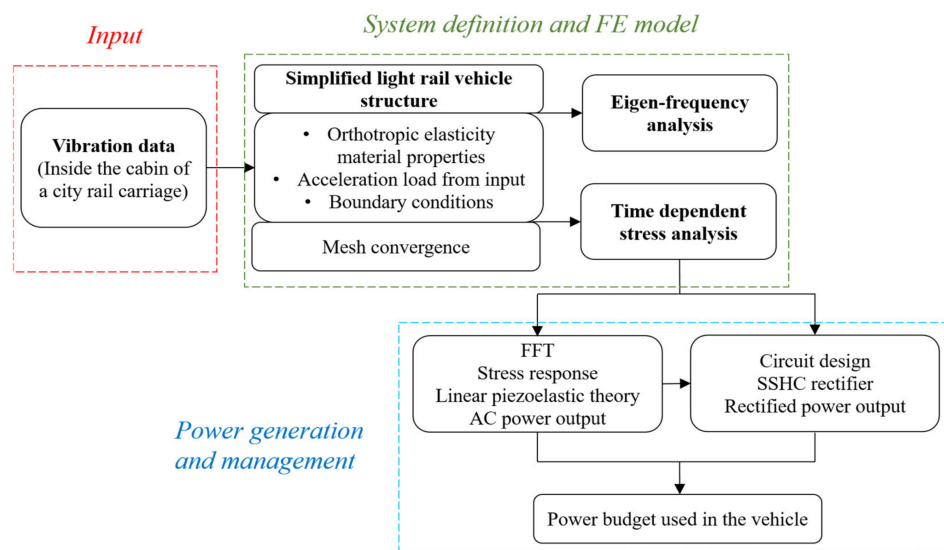 Input
System definition and FE model
Vibration data
(Inside the cabin of
a city rail carriage)
Simplified light rail vehicle
structure
• Orthotropic elasticity
material properties
• Acceleration load from input
• Boundary conditions
Mesh convergence
Eigen-frequency
analysis
Time dependent
stress analysis
Power generation
and management
FFT
Stress response
Linear piezoelastic theory
AC power output
Circuit design
SSHC rectifier
Rectified power output
Power budget used in the vehicle